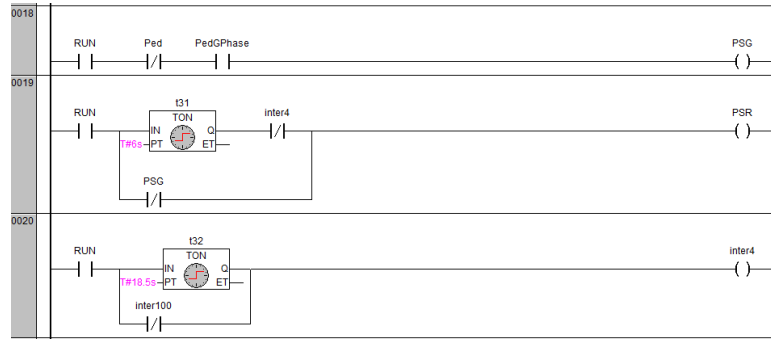 0018
RUN Ped PedGPhase PSG
0019
t31
RUN TON inter4 PSR
IN Q
T#6s PT ET
PSG
0020
t32
RUN TON inter4
IN Q
T#18.5s PT ET
inter100